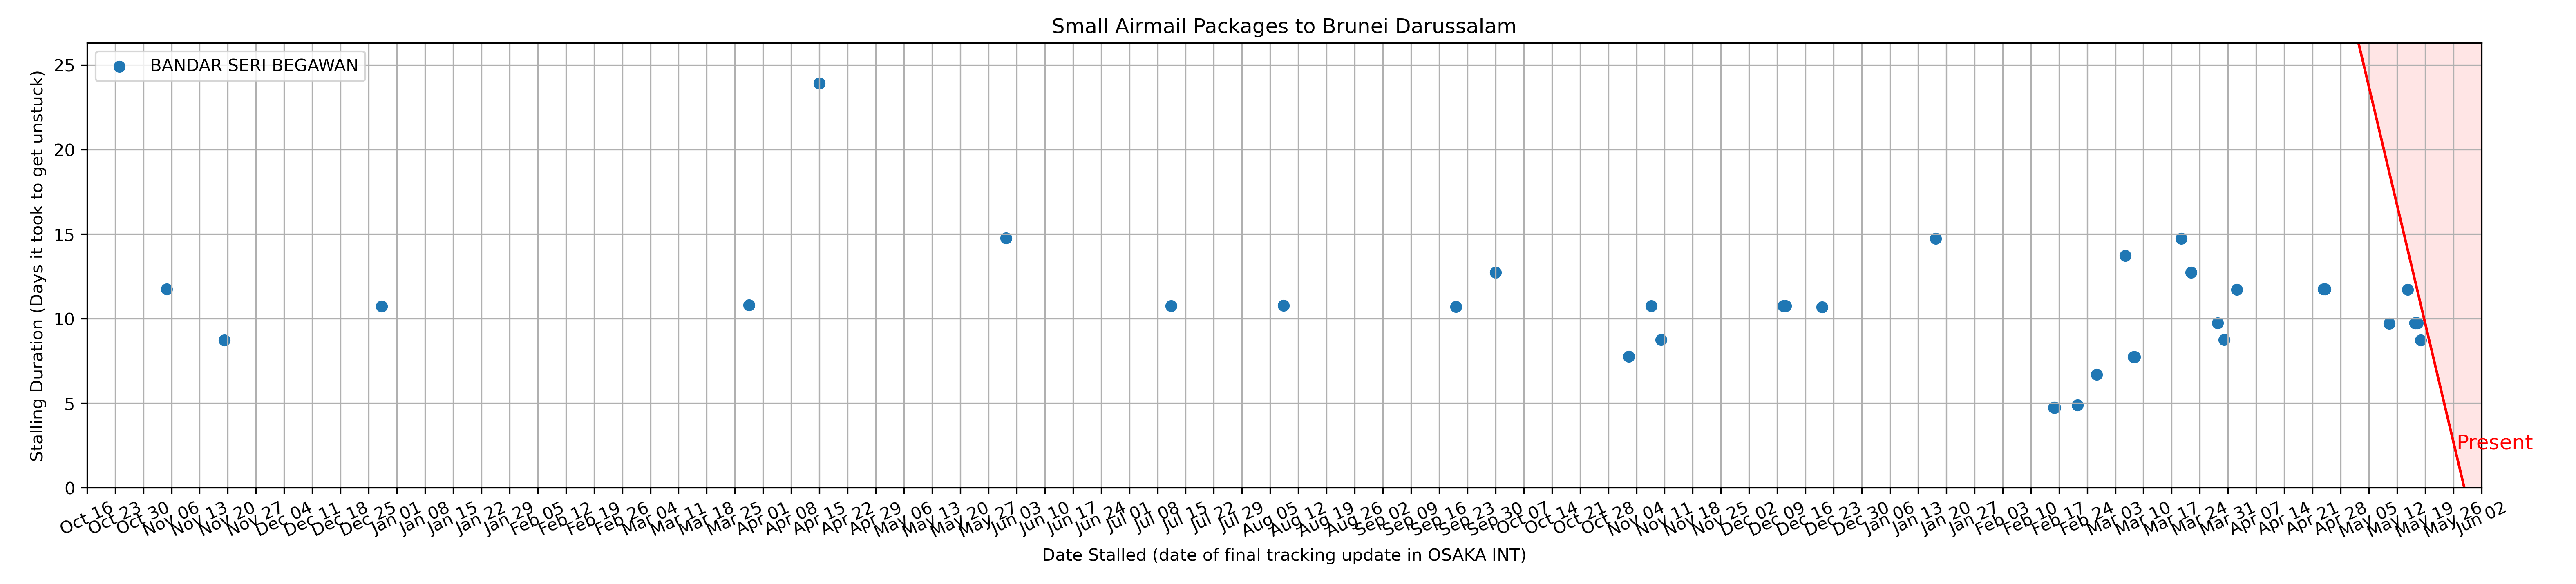 Small Airmail Packages to Brunei Darussalam
BANDAR SERI BEGAWAN
Stalling Duration (Days it took to get unstuck)
25
20
15
10
5
0
Present
Oct 16 Oct 23 Oct 30 Nov 06 Nov 13 Nov 20 Nov 27 Dec 04 Dec 11 Dec 18 Dec 25 Jan 01 Jan 08 Jan 15 Jan 22 Jan 29 Feb 05 Feb 12 Feb 19 Feb 26 Mar 04 Mar 11 Mar 18 Mar 25 Apr 01 Apr 08 Apr 15 Apr 22 Apr 29 May 06 May 13 May 20 May 27 Jun 03 Jun 10 Jun 17 Jun 24 Jul 01 Jul 08 Jul 15 Jul 22 Jul 29 Aug 05 Aug 12 Aug 19 Aug 26 Sep 02 Sep 09 Sep 16 Sep 23 Sep 30 Oct 07 Oct 14 Oct 21 Oct 28 Nov 04 Nov 11 Nov 18 Nov 25 Dec 02 Dec 09 Dec 16 Dec 23 Dec 30 Jan 06 Jan 13 Jan 20 Jan 27 Feb 03 Feb 10 Feb 17 Feb 24 Mar 03 Mar 10 Mar 17 Mar 24 Mar 31 Apr 07 Apr 14 Apr 21 Apr 28 May 05 May 12 May 19 May 26 Jun 02
Date Stalled (date of final tracking update in OSAKA INT)